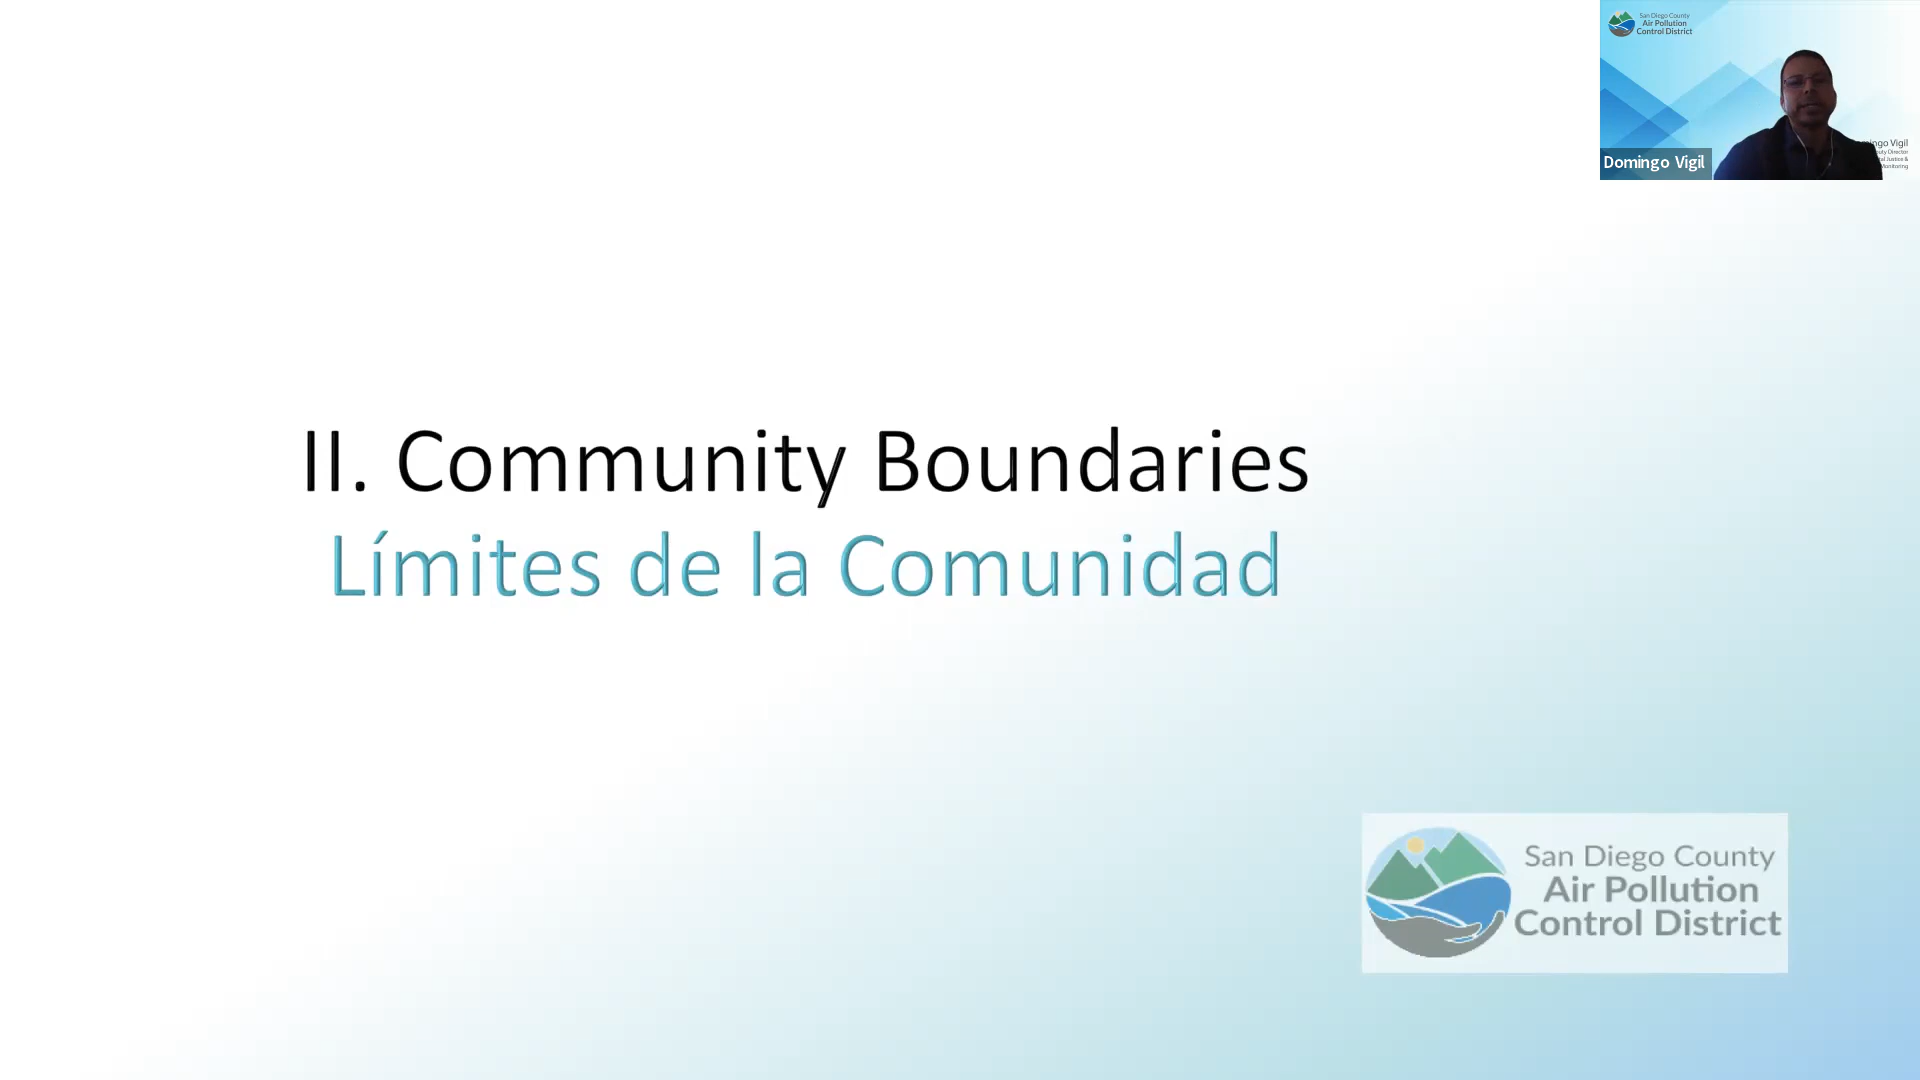 San Diego County
Air Pollution
Control District
Domingo Vigil
II. Community Boundaries
Límites de la Comunidad
San Diego County
Air Pollution
Control District